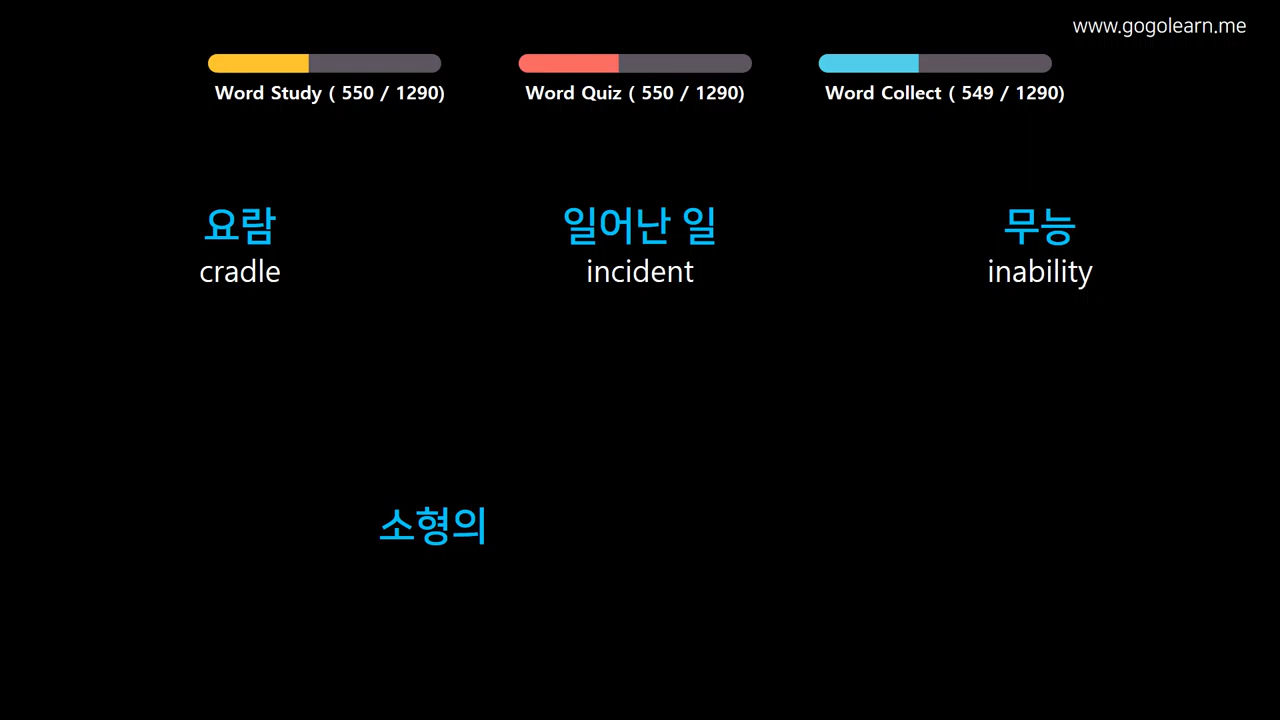 www.gogolearn.me
Word Study ( 550 / 1290)
Word Quiz ( 550 / 1290)
Word Collect ( 549 / 1290)
요람
cradle
일어난 일
incident
무능
inability
소형의